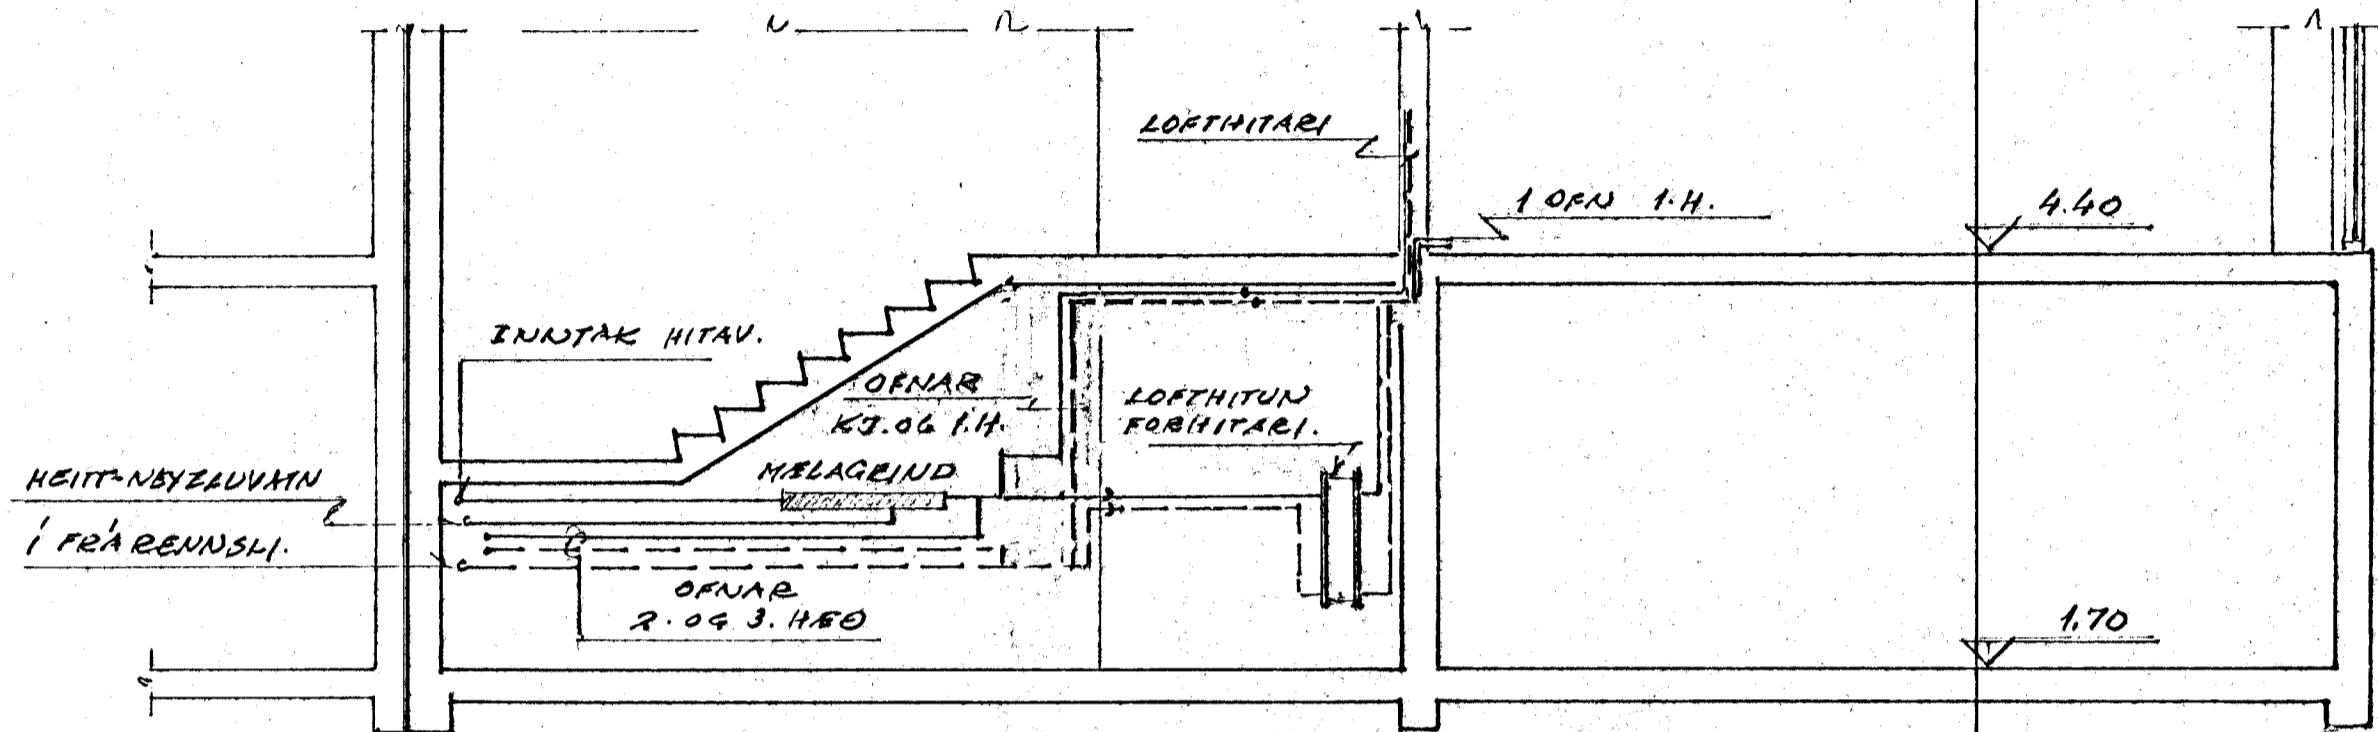 LOFTHITARI
1 OFN 1.H.
4.40
INNTAK HITAV.
OFNAR
KJ. OG 1.H.
LOFTHITUN
FORHITARI.
MÆLAGRIND
HEITT-NEYZLUVATN
Í FRÁRENNSLI.
OFNAR
2. OG 3. HÆÐ
1.70